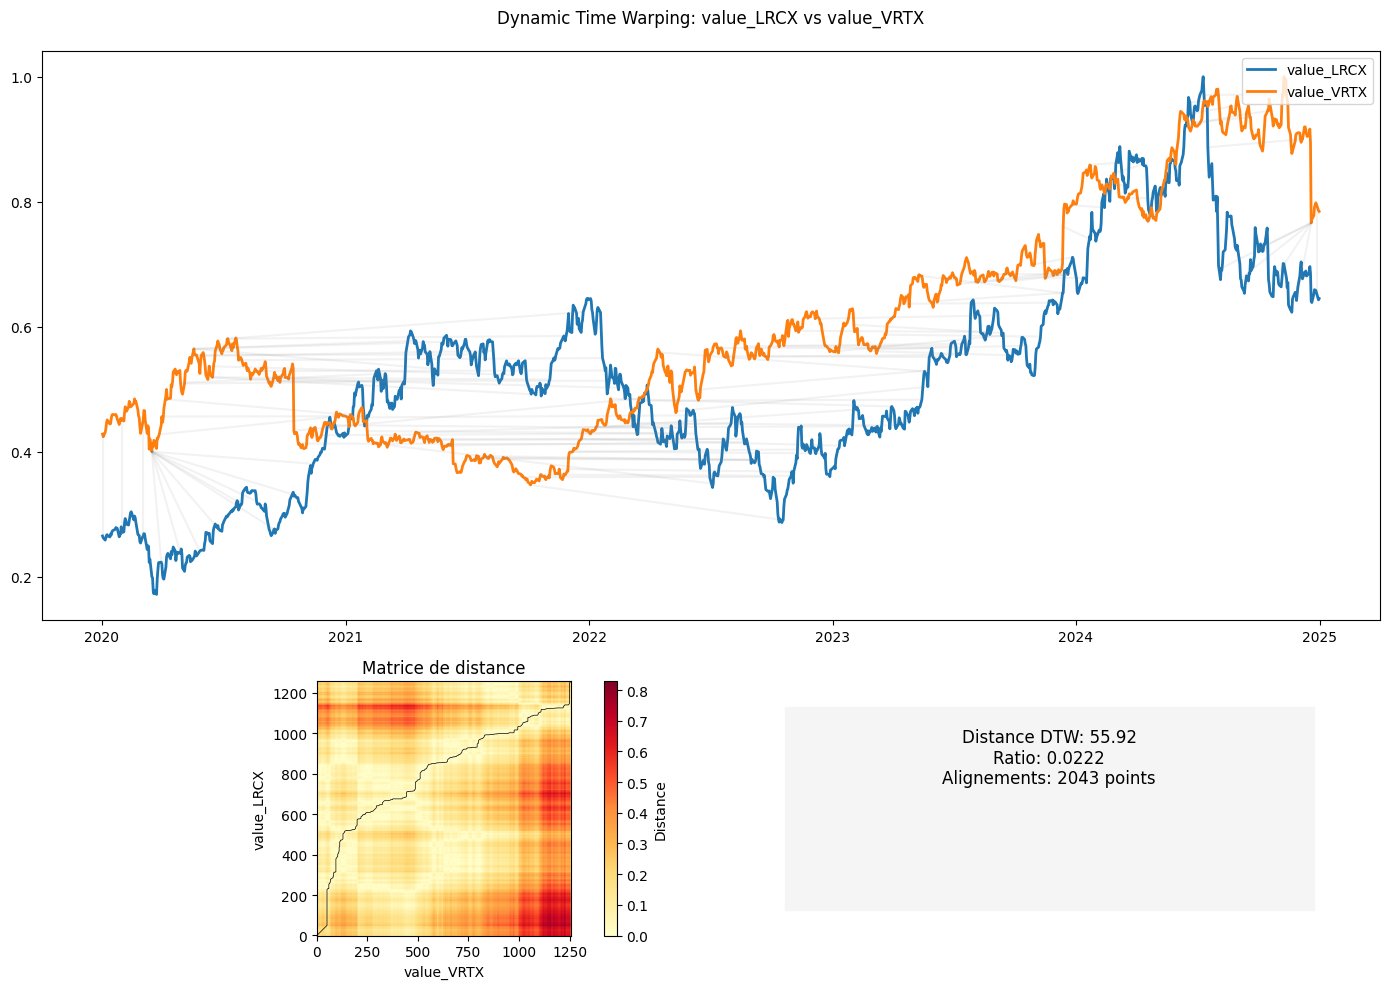 Dynamic Time Warping: value_LRCX vs value_VRTX
value_LRCX
value_VRTX
1.0
0.8
0.6
0.4
0.2
2020 2021 2022 2023 2024 2025
Matrice de distance
value_LRCX
1200
1000
800
600
400
200
0
0 250 500 750 1000 1250
value_VRTX
0.8
0.7
0.6
0.5
0.4
0.3
0.2
0.1
0.0
Distance
Distance DTW: 55.92
Ratio: 0.0222
Alignements: 2043 points